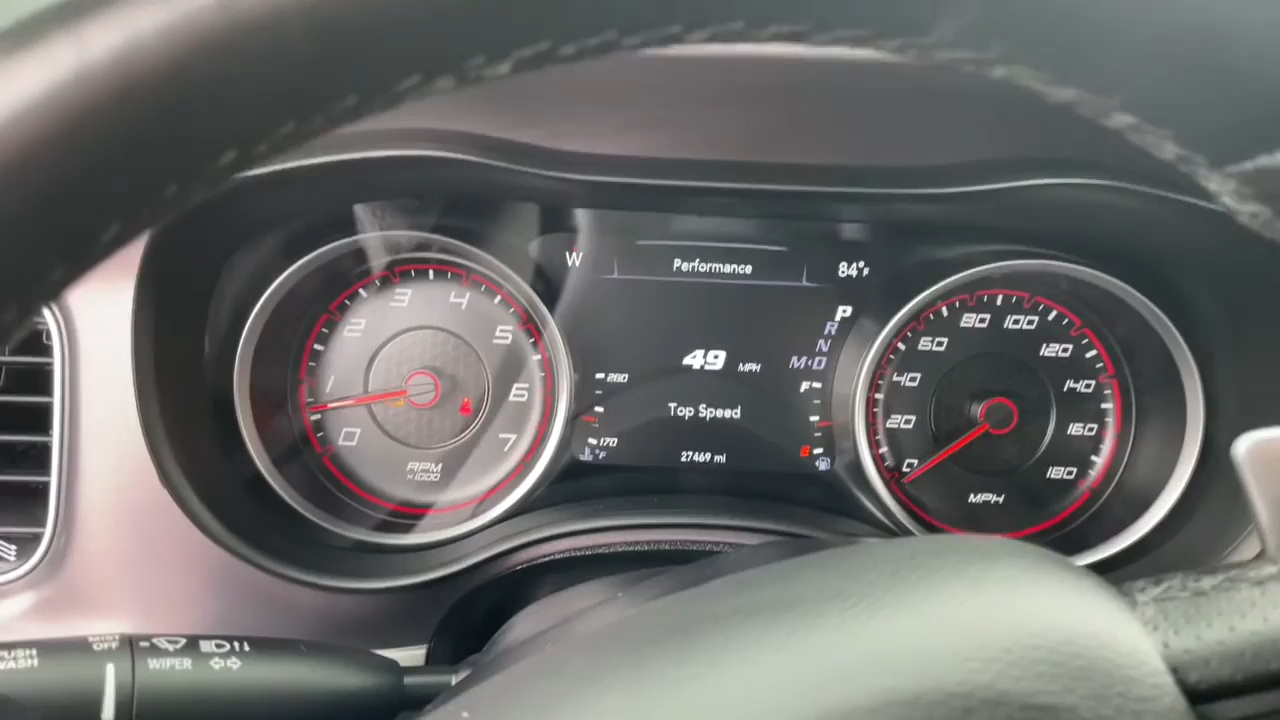 W
Performance
84°F
P
R
N
M·D
49 MPH
Top Speed
27469 mi
260
170
°F
F
E
0
1
2
3
4
5
6
7
RPM
x1000
0
20
40
60
80
100
120
140
160
180
MPH
PUSH
WASH
MIST
OFF
WIPER